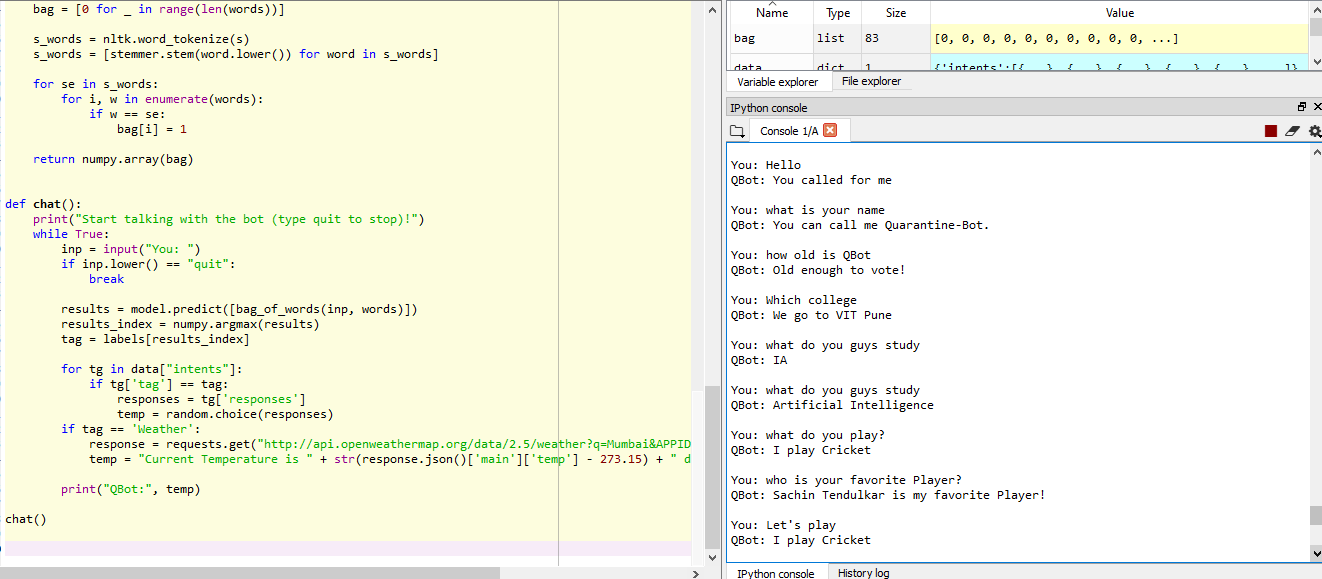 bag = [0 for _ in range(len(words))]

    s_words = nltk.word_tokenize(s)
    s_words = [stemmer.stem(word.lower()) for word in s_words]

    for se in s_words:
        for i, w in enumerate(words):
            if w == se:
                bag[i] = 1

    return numpy.array(bag)


def chat():
    print("Start talking with the bot (type quit to stop)!")
    while True:
        inp = input("You: ")
        if inp.lower() == "quit":
            break

        results = model.predict([bag_of_words(inp, words)])
        results_index = numpy.argmax(results)
        tag = labels[results_index]

        for tg in data["intents"]:
            if tg['tag'] == tag:
                responses = tg['responses']
                temp = random.choice(responses)
        if tag == 'Weather':
            response = requests.get("http://api.openweathermap.org/data/2.5/weather?q=Mumbai&APPID
            temp = "Current Temperature is " + str(response.json()['main']['temp'] - 273.15) + " d

        print("QBot:", temp)

chat()
Name Type Size Value
bag list 83 [0, 0, 0, 0, 0, 0, 0, 0, 0, 0, ...]
data dict 1 {'intents':[{...}, {...}, {...}, {...}, {...}, ...]}
Variable explorer File explorer
IPython console
Console 1/A
You: Hello
QBot: You called for me

You: what is your name
QBot: You can call me Quarantine-Bot.

You: how old is QBot
QBot: Old enough to vote!

You: Which college
QBot: We go to VIT Pune

You: what do you guys study
QBot: IA

You: what do you guys study
QBot: Artificial Intelligence

You: what do you play?
QBot: I play Cricket

You: who is your favorite Player?
QBot: Sachin Tendulkar is my favorite Player!

You: Let's play
QBot: I play Cricket
IPython console History log